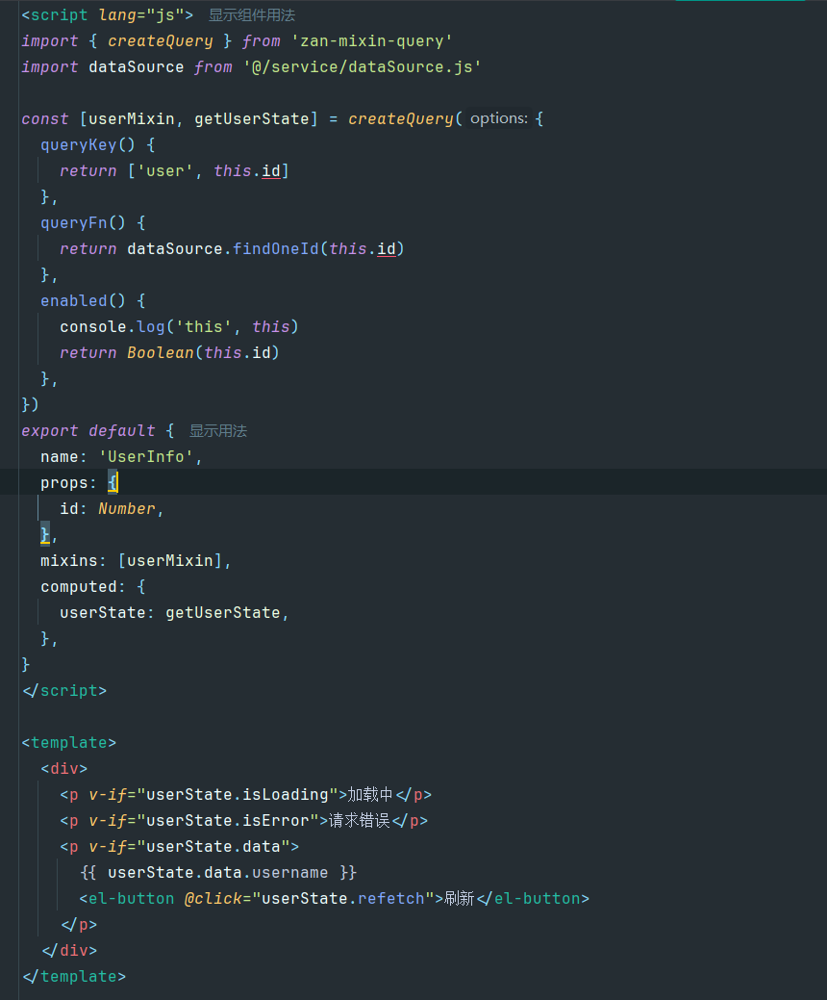 <script lang="js"> 显示组件用法
import { createQuery } from 'zan-mixin-query'
import dataSource from '@/service/dataSource.js'
const [userMixin, getUserState] = createQuery( options: {
  queryKey() {
    return ['user', this.id]
  },
  queryFn() {
    return dataSource.findOneId(this.id)
  },
  enabled() {
    console.log('this', this)
    return Boolean(this.id)
  },
})
export default { 显示用法
  name: 'UserInfo',
  props: {
    id: Number,
  },
  mixins: [userMixin],
  computed: {
    userState: getUserState,
  },
}
</script>
<template>
  <div>
    <p v-if="userState.isLoading">加载中</p>
    <p v-if="userState.isError">请求错误</p>
    <p v-if="userState.data">
      {{ userState.data.username }}
      <el-button @click="userState.refetch">刷新</el-button>
    </p>
  </div>
</template>